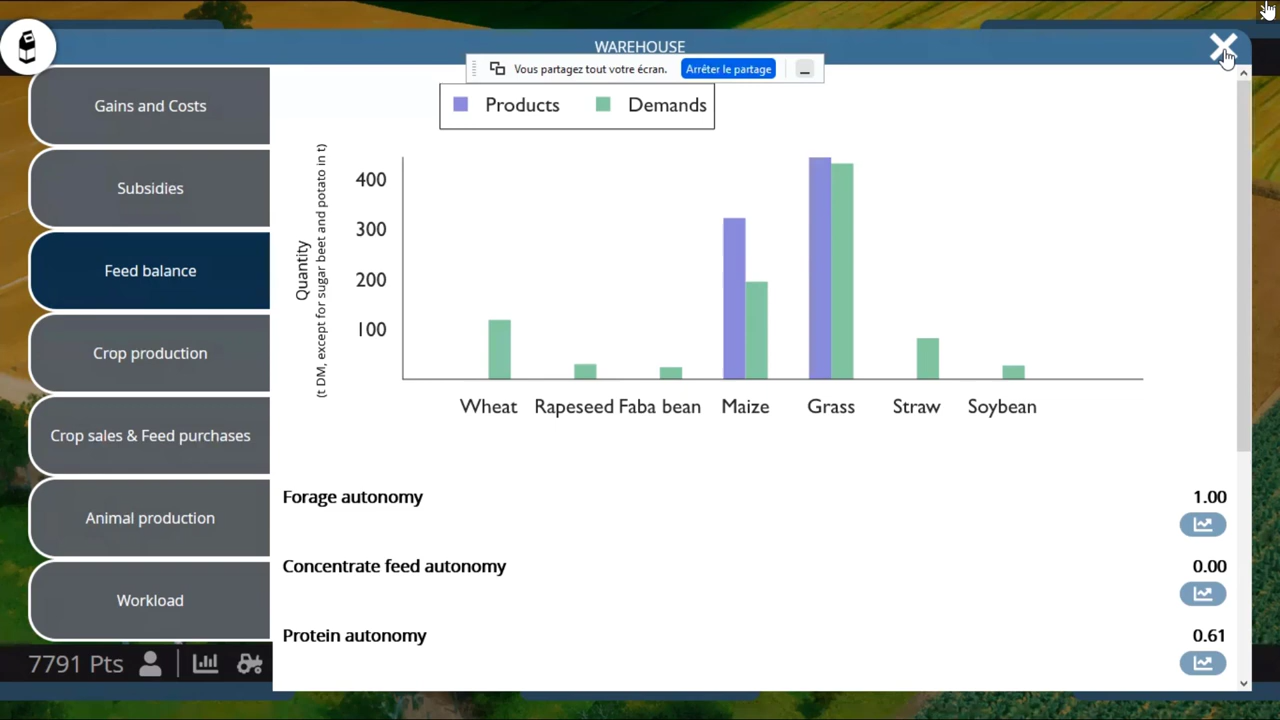 WAREHOUSE
Vous partagez tout votre écran.
Arrêter le partage
Gains and Costs
Subsidies
Feed balance
Crop production
Crop sales & Feed purchases
Animal production
Workload
7791 Pts
Products
Demands
Quantity
(t DM, except for sugar beet and potato in t)
400
300
200
100
Wheat
Rapeseed
Faba bean
Maize
Grass
Straw
Soybean
Forage autonomy
1.00
Concentrate feed autonomy
0.00
Protein autonomy
0.61